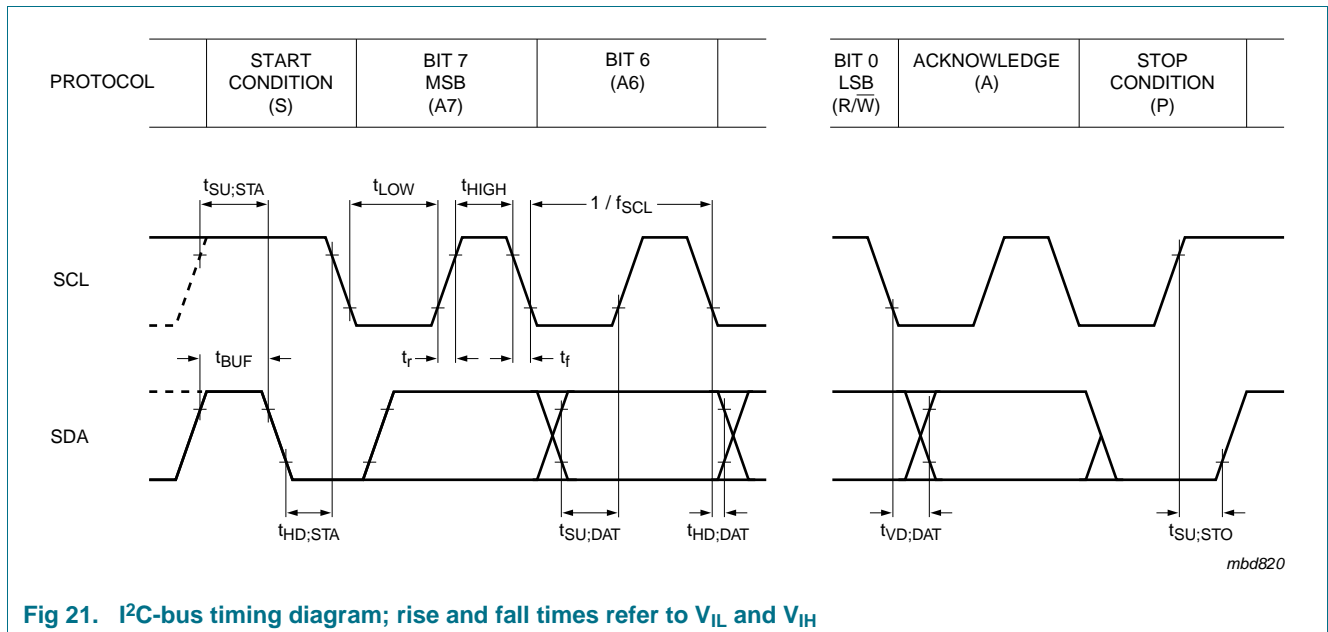 PROTOCOL
START
CONDITION
(S)
BIT 7
MSB
(A7)
BIT 6
(A6)
BIT 0
LSB
(R/W̅)
ACKNOWLEDGE
(A)
STOP
CONDITION
(P)
tSU;STA
tLOW
tHIGH
1 / fSCL
SCL
tBUF
tr
tf
SDA
tHD;STA
tSU;DAT
tHD;DAT
tVD;DAT
tSU;STO
mbd820
Fig 21. I²C-bus timing diagram; rise and fall times refer to VIL and VIH